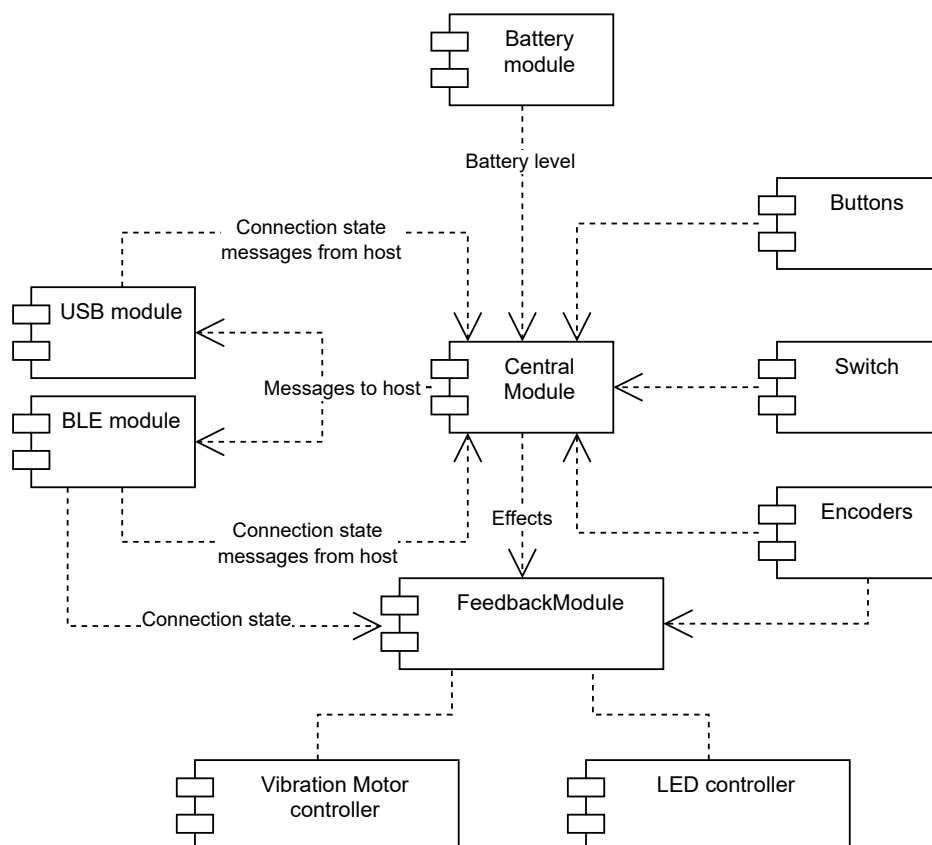 Battery
module
Battery level
Buttons
Connection state
messages from host
USB module
Central
Module
Switch
Messages to host
BLE module
Encoders
Effects
Connection state
messages from host
FeedbackModule
Connection state
Vibration Motor
controller
LED controller